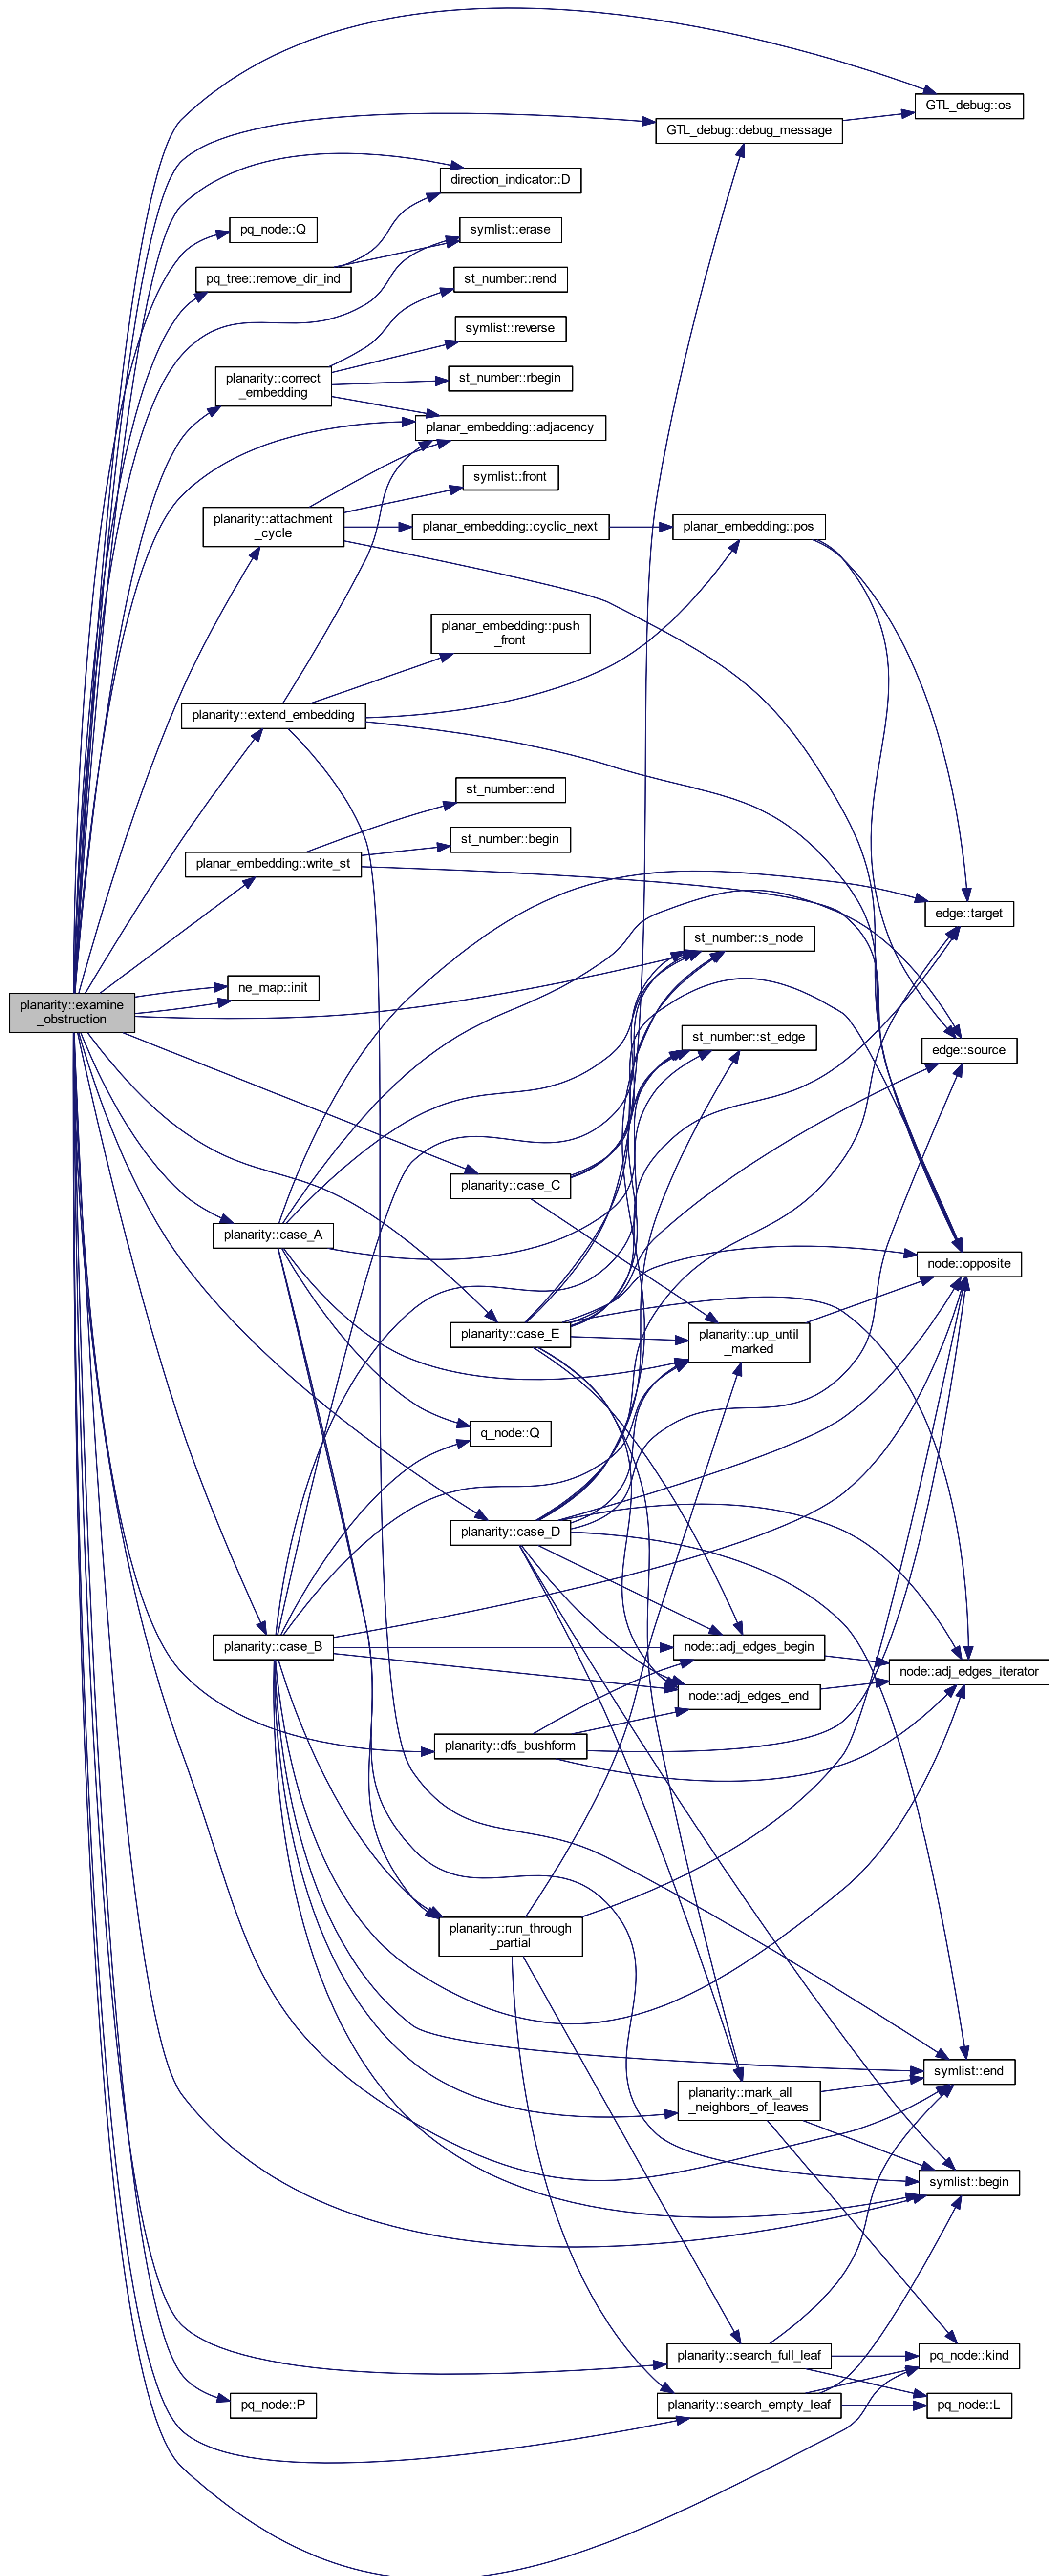 GTL_debug::os
GTL_debug::debug_message
direction_indicator::D
pq_node::Q
symlist::erase
pq_tree::remove_dir_ind
st_number::rend
symlist::reverse
planarity::correct
_embedding
st_number::rbegin
planar_embedding::adjacency
symlist::front
planarity::attachment
_cycle
planar_embedding::cyclic_next
planar_embedding::pos
planar_embedding::push
_front
planarity::extend_embedding
st_number::end
st_number::begin
planar_embedding::write_st
edge::target
st_number::s_node
ne_map::init
planarity::examine
_obstruction
st_number::st_edge
edge::source
planarity::case_C
planarity::case_A
node::opposite
planarity::case_E
planarity::up_until
_marked
q_node::Q
planarity::case_D
planarity::case_B
node::adj_edges_begin
node::adj_edges_iterator
node::adj_edges_end
planarity::dfs_bushform
planarity::run_through
_partial
symlist::end
planarity::mark_all
_neighbors_of_leaves
symlist::begin
planarity::search_full_leaf
pq_node::kind
pq_node::P
planarity::search_empty_leaf
pq_node::L